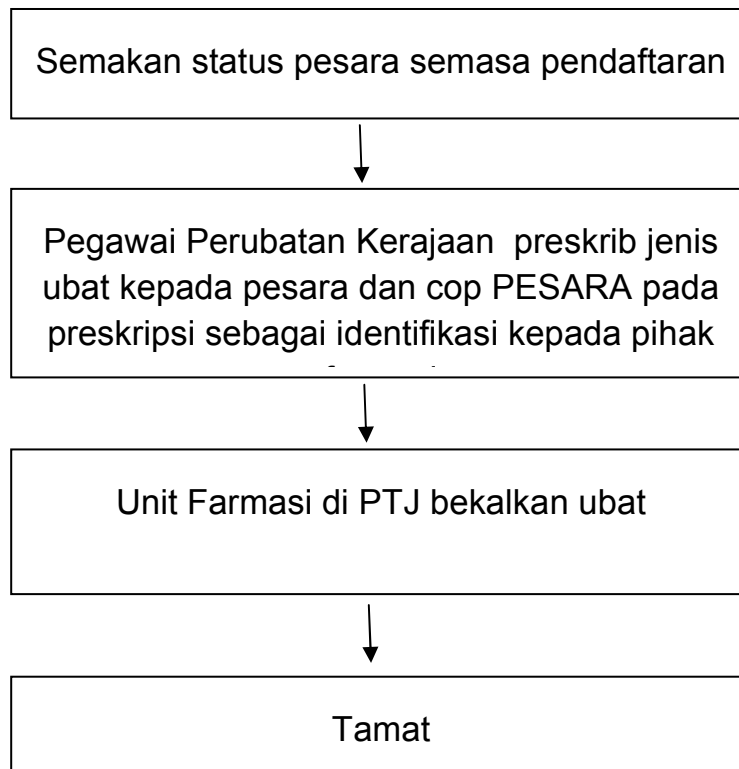 Semakan status pesara semasa pendaftaran
Pegawai Perubatan Kerajaan  preskrib jenis
ubat kepada pesara dan cop PESARA pada
preskripsi sebagai identifikasi kepada pihak
Unit Farmasi di PTJ bekalkan ubat
Tamat